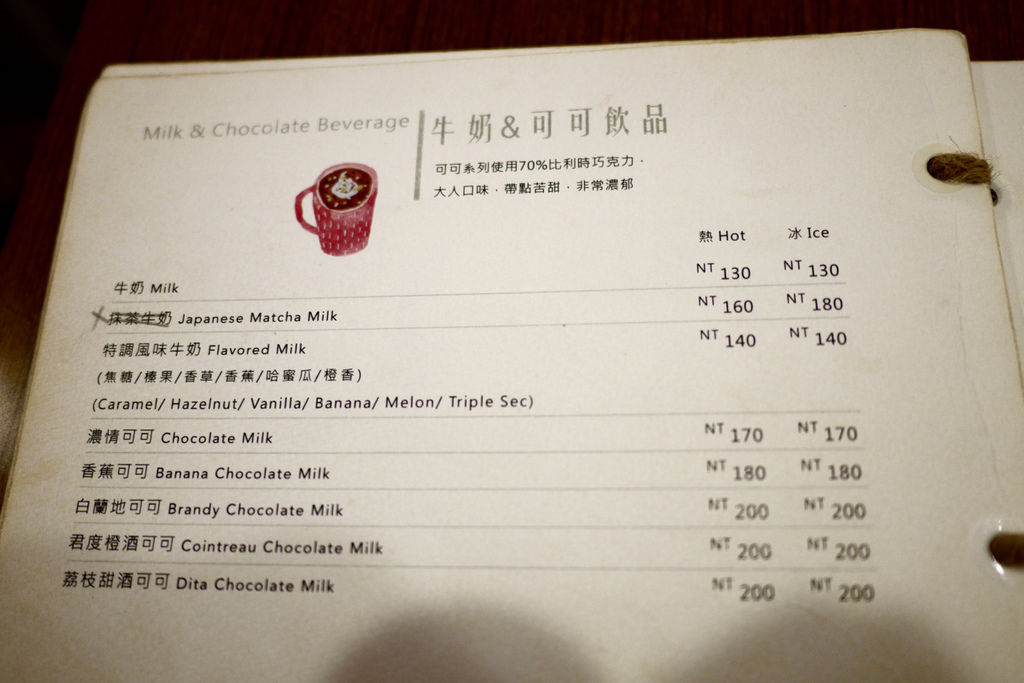 Milk & Chocolate Beverage
牛奶&可可飲品
可可系列使用70%比利時巧克力．
大人口味．帶點苦甜．非常濃郁
熱 Hot 冰 Ice
牛奶 Milk NT 130 NT 130
抹茶牛奶 Japanese Matcha Milk NT 160 NT 180
特調風味牛奶 Flavored Milk NT 140 NT 140
(焦糖/榛果/香草/香蕉/哈蜜瓜/橙香)
(Caramel/ Hazelnut/ Vanilla/ Banana/ Melon/ Triple Sec)
濃情可可 Chocolate Milk NT 170 NT 170
香蕉可可 Banana Chocolate Milk NT 180 NT 180
白蘭地可可 Brandy Chocolate Milk NT 200 NT 200
君度橙酒可可 Cointreau Chocolate Milk NT 200 NT 200
荔枝甜酒可可 Dita Chocolate Milk NT 200 NT 200